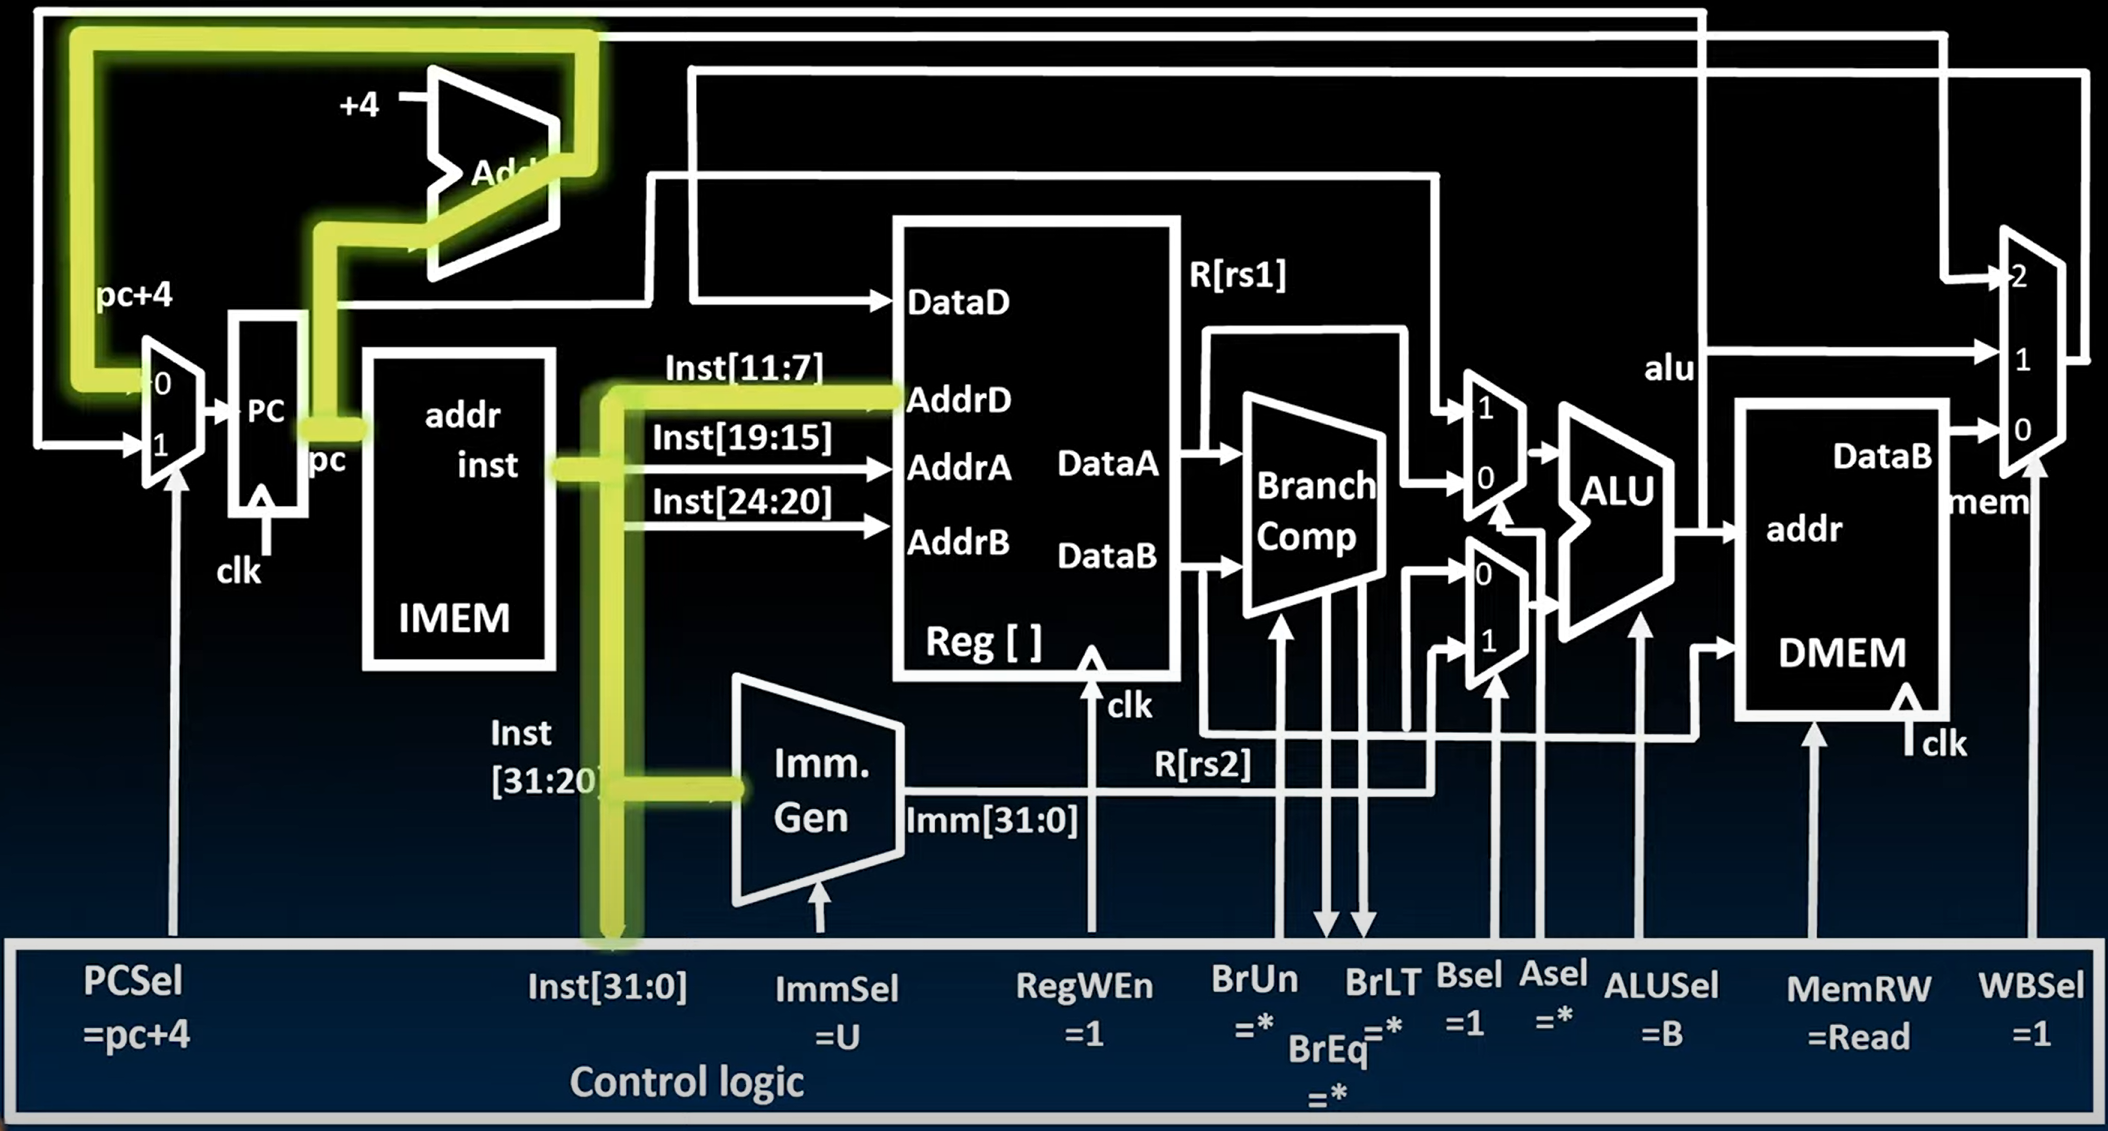 +4
Add
pc+4
0
1
PC
pc
clk
addr
inst
IMEM
Inst[11:7]
Inst[19:15]
Inst[24:20]
Inst
[31:20]
DataD
AddrD
AddrA
AddrB
DataA
DataB
Reg [ ]
clk
Imm.
Gen
Imm[31:0]
R[rs1]
R[rs2]
Branch
Comp
1
0
0
1
ALU
alu
DataB
addr
DMEM
clk
mem
2
1
0
PCSel
=pc+4
Inst[31:0]
ImmSel
=U
RegWEn
=1
BrUn
=*
BrEq
=*
BrLT
=*
Bsel
=1
Asel
=*
ALUSel
=B
MemRW
=Read
WBSel
=1
Control logic